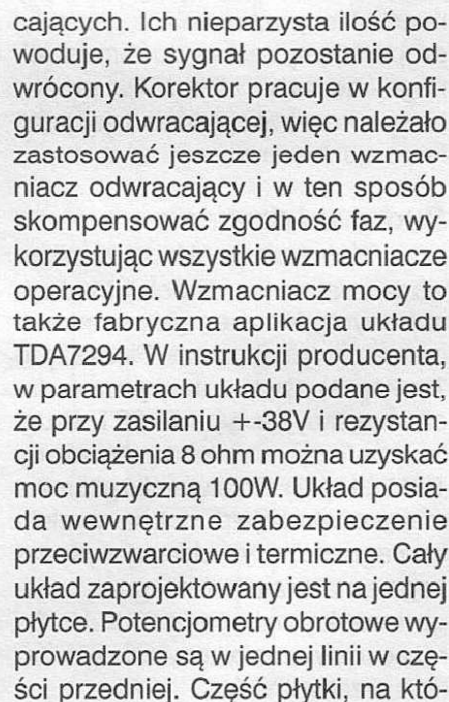 cających. Ich nieparzysta ilość po-
woduje, że sygnał pozostanie od-
wrócony. Korektor pracuje w konfi-
guracji odwracającej, więc należało
zastosować jeszcze jeden wzmac-
niacz odwracający i w ten sposób
skompensować zgodność faz, wy-
korzystując wszystkie wzmacniacze
operacyjne. Wzmacniacz mocy to
także fabryczna aplikacja układu
TDA7294. W instrukcji producenta,
w parametrach układu podane jest,
że przy zasilaniu +-38V i rezystan-
cji obciążenia 8 ohm można uzyskać
moc muzyczną 100W. Układ posia-
da wewnętrzne zabezpieczenie
przeciwzwarciowe i termiczne. Cały
układ zaprojektowany jest na jednej
płytce. Potencjometry obrotowe wy-
prowadzone są w jednej linii w czę-
ści przedniej. Część płytki, na któ-